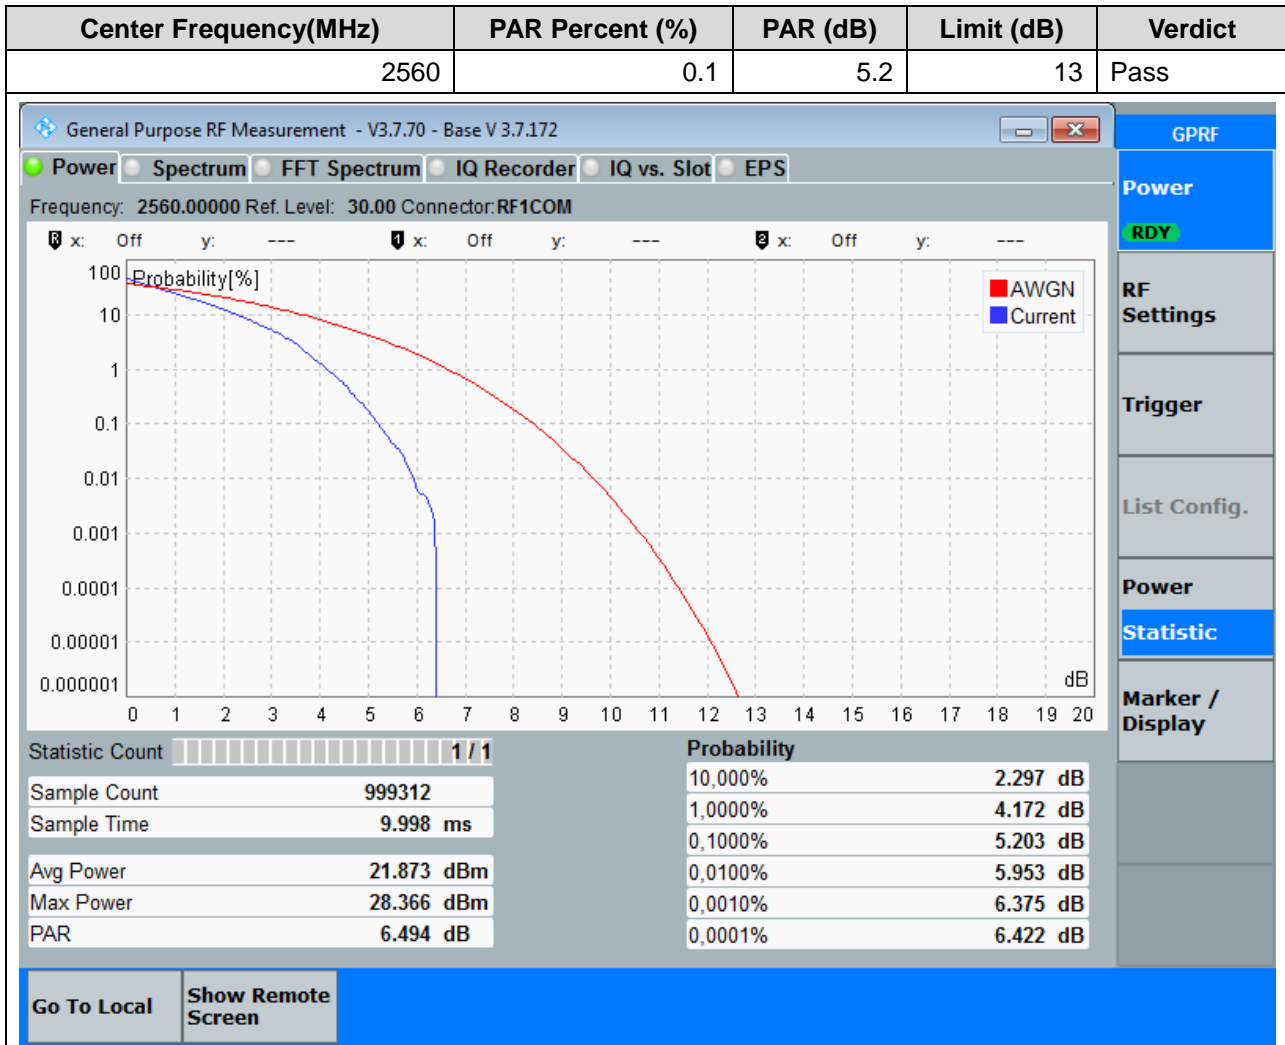 Center Frequency(MHz) PAR Percent (%) PAR (dB) Limit (dB) Verdict
2560 0.1 5.2 13 Pass
General Purpose RF Measurement - V3.7.70 - Base V 3.7.172
GPRF
Power Spectrum FFT Spectrum IQ Recorder IQ vs. Slot EPS
Frequency: 2560.00000 Ref. Level: 30.00 Connector: RF1COM
R x: Off y: --- 1 x: Off y: --- 2 x: Off y: ---
Probability[%]
100
10
1
0.1
0.01
0.001
0.0001
0.00001
0.000001
AWGN
Current
dB
0 1 2 3 4 5 6 7 8 9 10 11 12 13 14 15 16 17 18 19 20
Statistic Count 1 / 1
Sample Count 999312
Sample Time 9.998 ms
Avg Power 21.873 dBm
Max Power 28.366 dBm
PAR 6.494 dB
Probability
10,000% 2.297 dB
1,0000% 4.172 dB
0,1000% 5.203 dB
0,0100% 5.953 dB
0,0010% 6.375 dB
0,0001% 6.422 dB
Power
RDY
RF
Settings
Trigger
List Config.
Power
Statistic
Marker /
Display
Go To Local
Show Remote
Screen